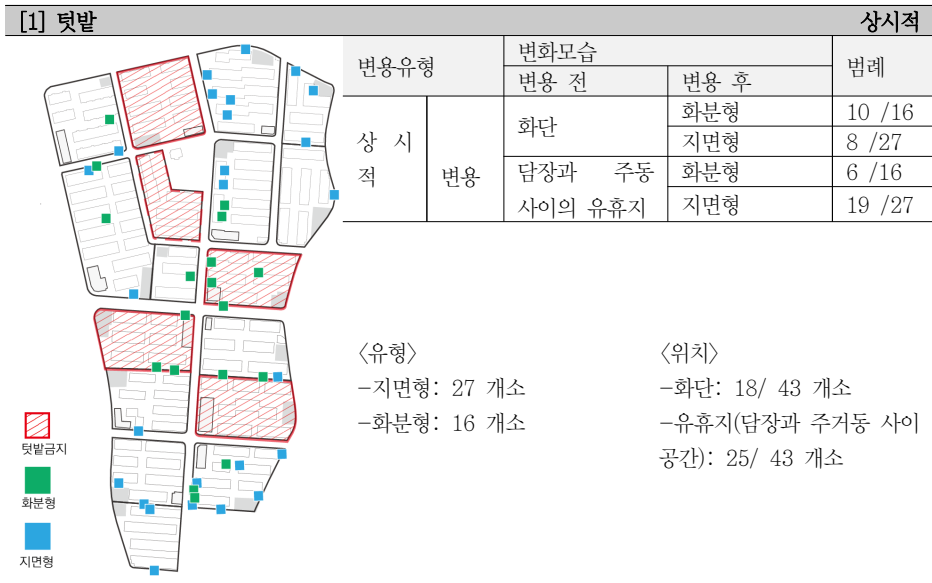 [1] 텃밭 상시적
변용유형 변화모습 범례
변용 전 변용 후
상 시 적 변용 화단 화분형 10 /16
지면형 8 /27
담장과 주동 화분형 6 /16
사이의 유휴지 지면형 19 /27
〈유형〉
-지면형: 27 개소
-화분형: 16 개소
〈위치〉
-화단: 18/ 43 개소
-유휴지(담장과 주거동 사이
공간): 25/ 43 개소
텃밭금지
화분형
지면형